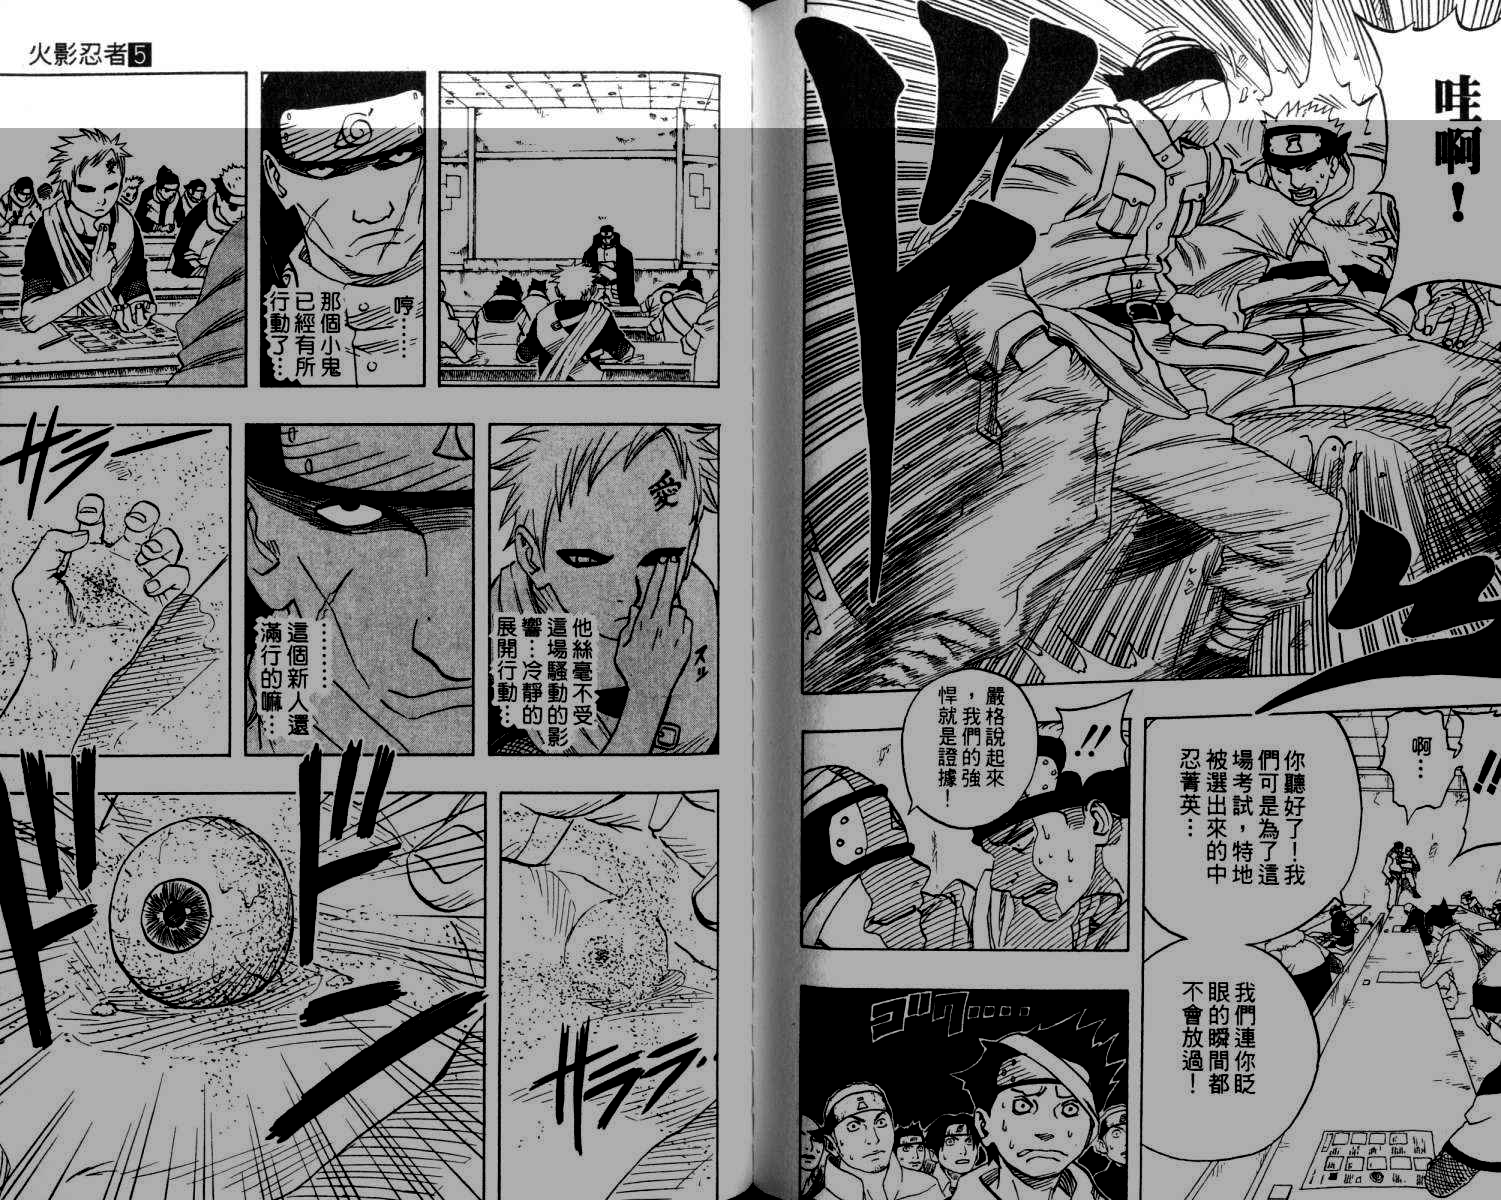 哇啊！
ドドド
啊…
!!
你聽好了！我
們可是為了這
場考試，特地
被選出來的中
忍菁英…
我們連你眨
眼的瞬間都
不會放過！
!!
嚴格說起來
，我們的強
悍就是證據！
ゴク……
火影忍者5
哼……
那個小鬼
已經有所
行動了…
他絲毫不受
這場騷動的影
響…冷靜的
展開行動…
スッ
………
這個新人還
滿行的嘛…
サラ
サララ
ドドン